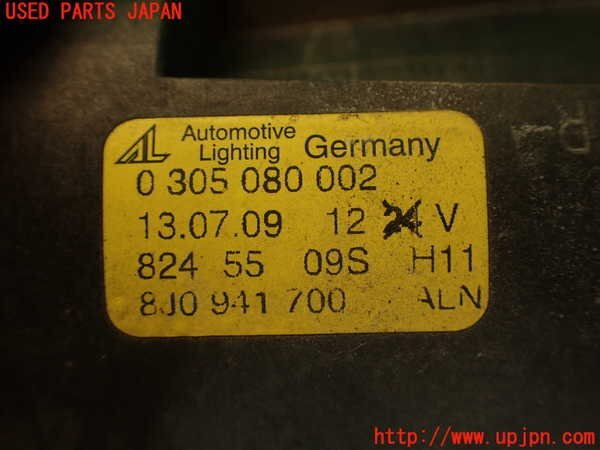 USED PARTS JAPAN
AL Automotive
Lighting Germany
0 305 080 002
13.07.09 12 24 V
824 55 09S H11
8J0 941 700 ALN
http://www.upjpn.com/